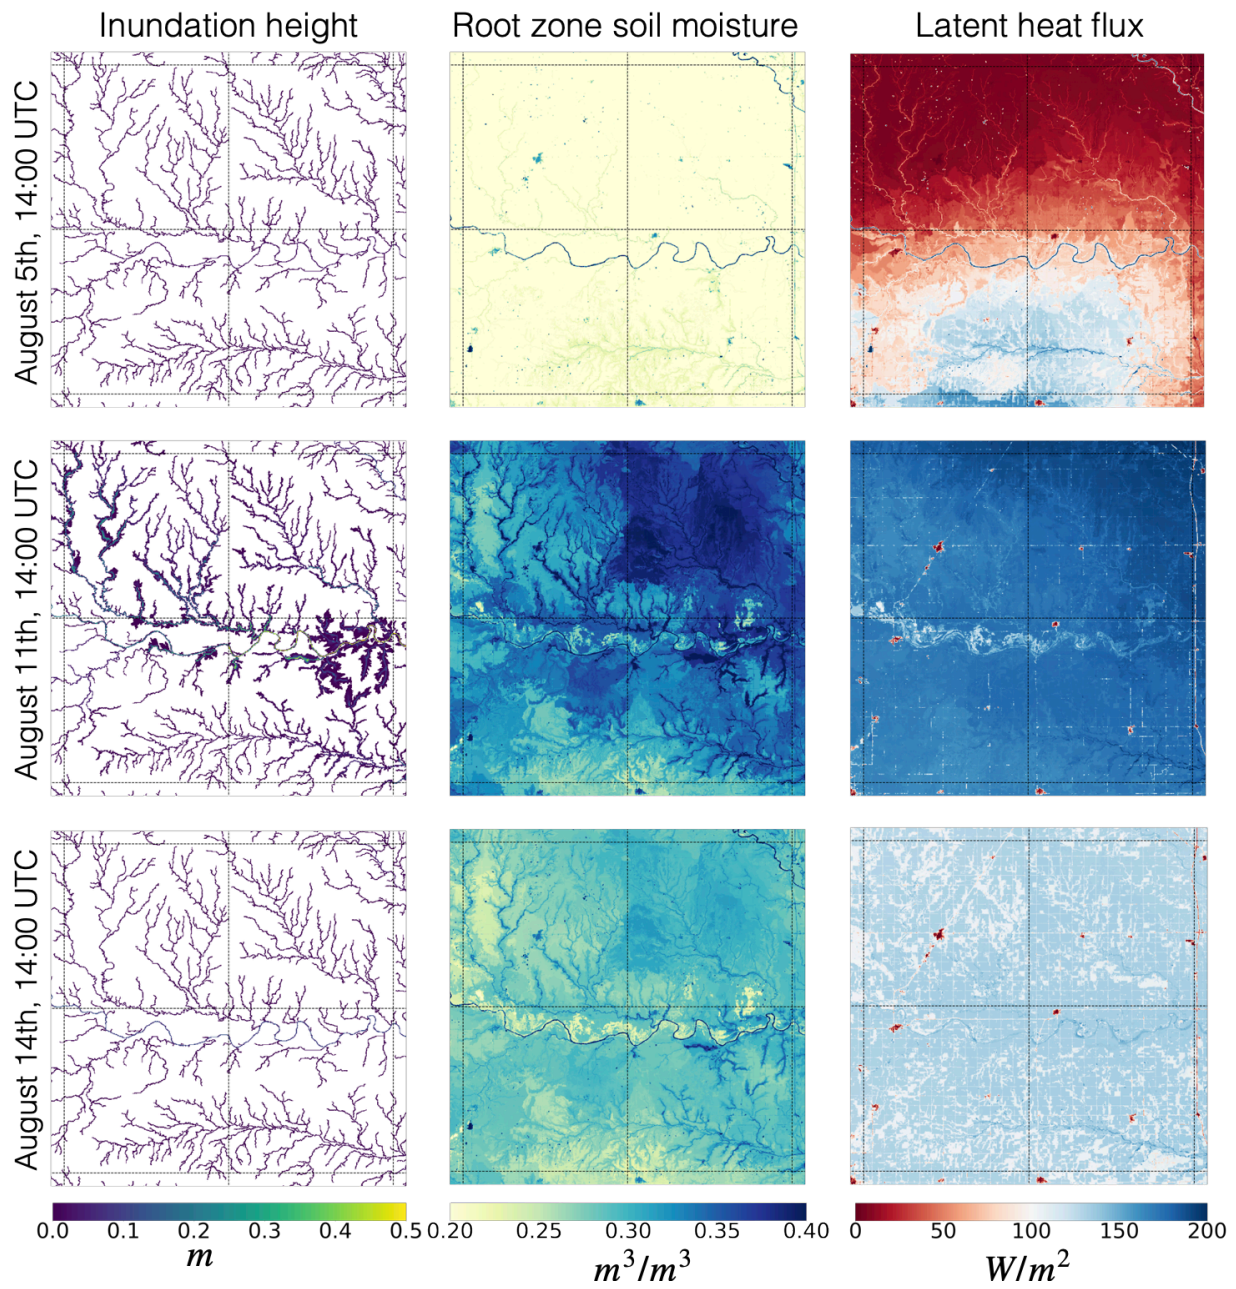 Inundation height
Root zone soil moisture
Latent heat flux
August 5th, 14:00 UTC
August 11th, 14:00 UTC
August 14th, 14:00 UTC
0.0 0.1 0.2 0.3 0.4 0.5
m
0.20 0.25 0.30 0.35 0.40
m³/m³
0 50 100 150 200
W/m²